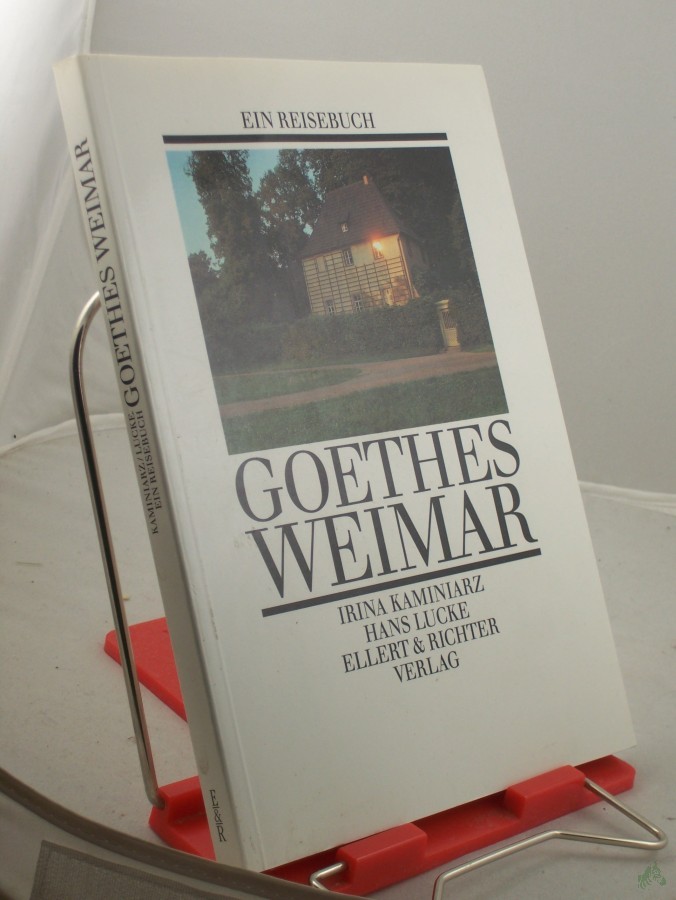 EIN REISEBUCH
GOETHES
WEIMAR
IRINA KAMINIARZ
HANS LUCKE
ELLERT & RICHTER
VERLAG
KAMINIARZ/LUCKE
EIN REISEBUCH
GOETHES WEIMAR